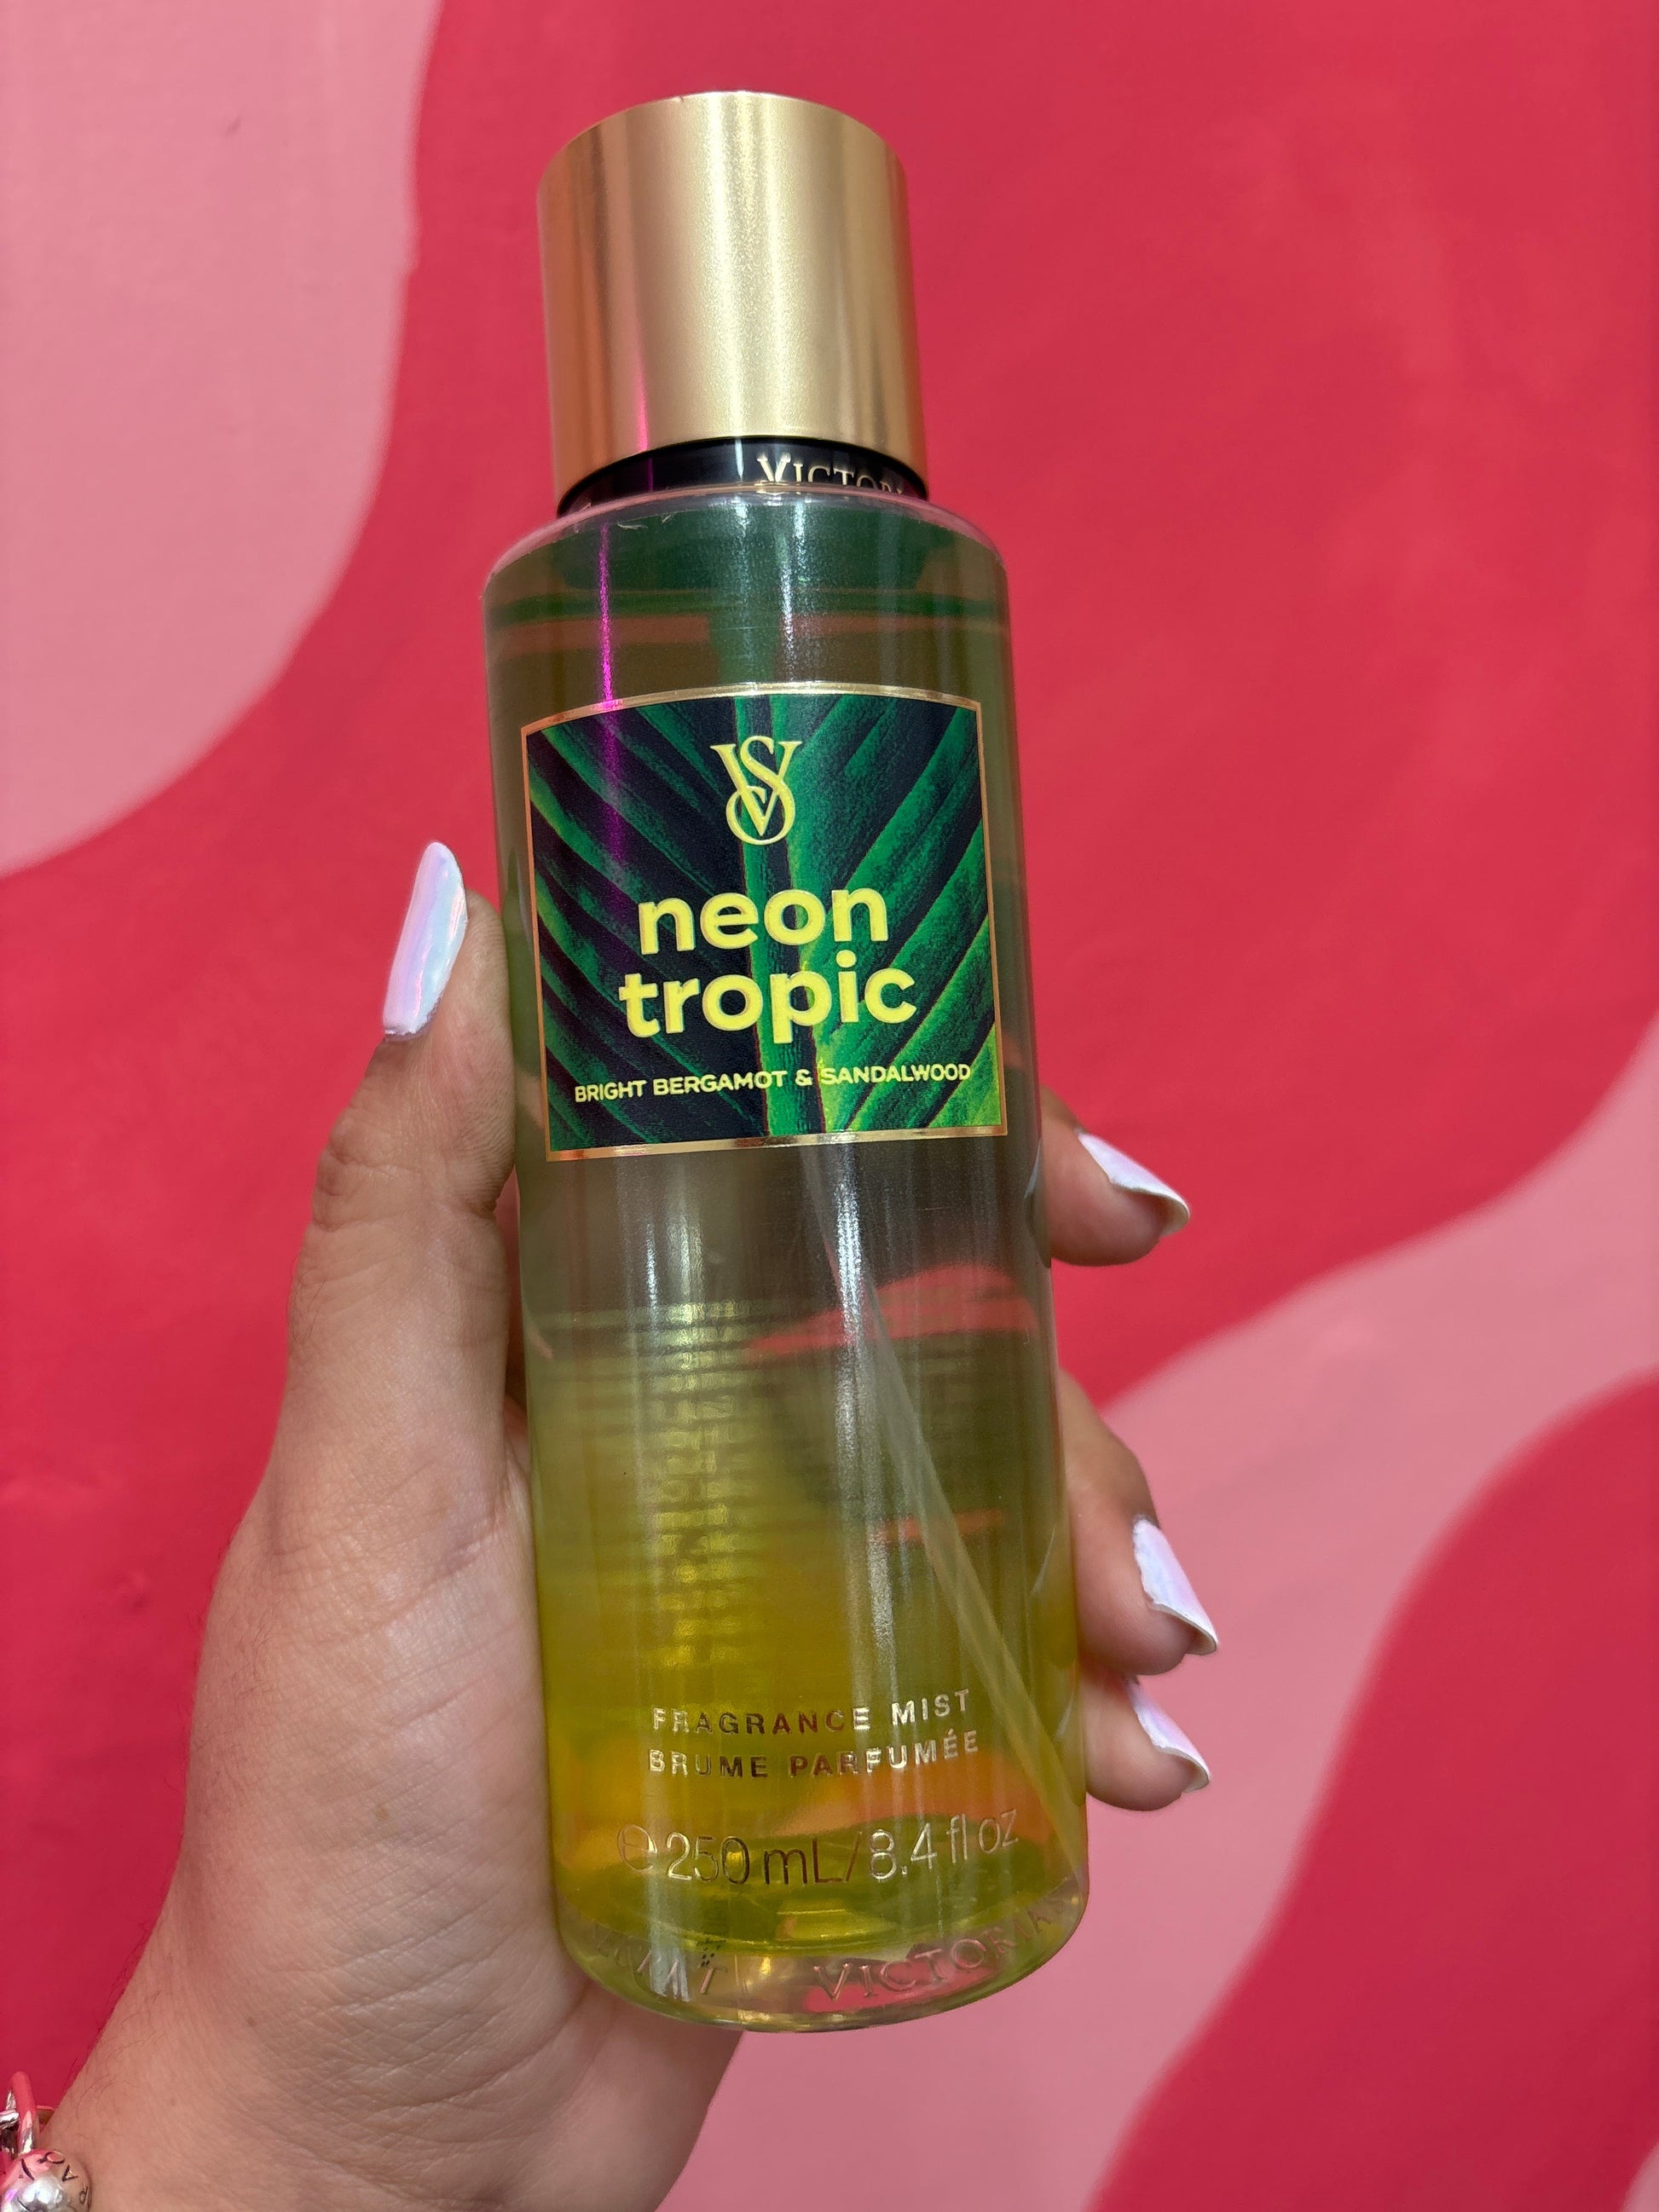 VS
neon
tropic
BRIGHT BERGAMOT & SANDALWOOD
FRAGRANCE MIST
BRUME PARFUMÉE
℮ 250 mL/8.4 fl oz